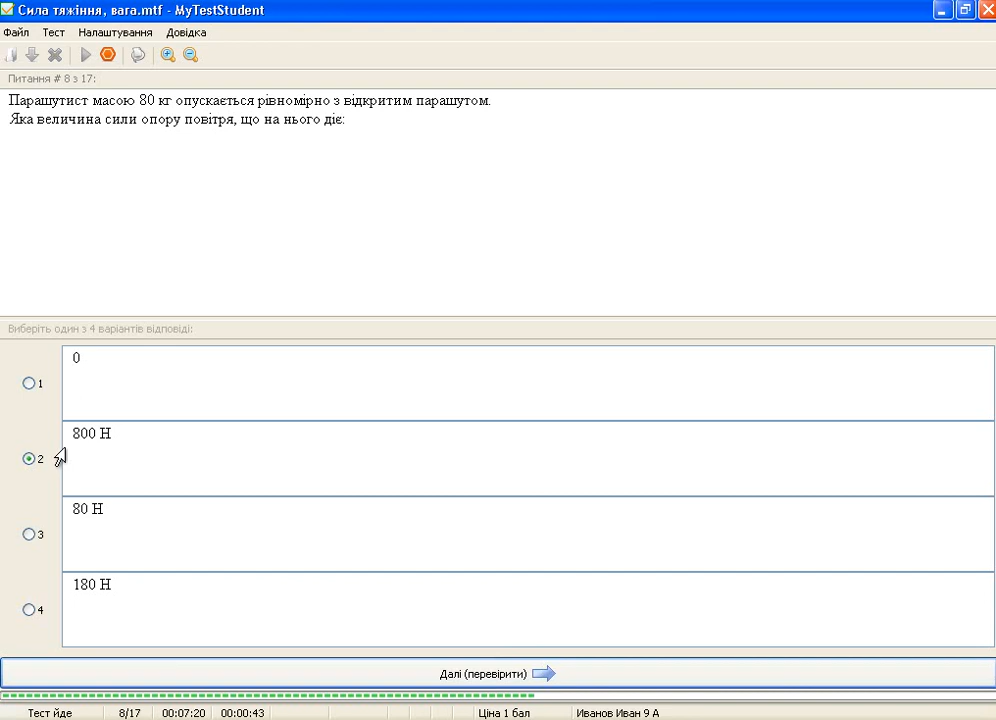 Сила тяжіння, вага.mtf - MyTestStudent
Файл Тест Налаштування Довідка
Питання # 8 з 17:
Парашутист масою 80 кг опускається рівномірно з відкритим парашутом.
Яка величина сили опору повітря, що на нього діє:
Виберіть один з 4 варіантів відповіді:
1 0
2 800 Н
3 80 Н
4 180 Н
Далі (перевірити)
Тест йде 8/17 00:07:20 00:00:43 Ціна 1 бал Иванов Иван 9 А